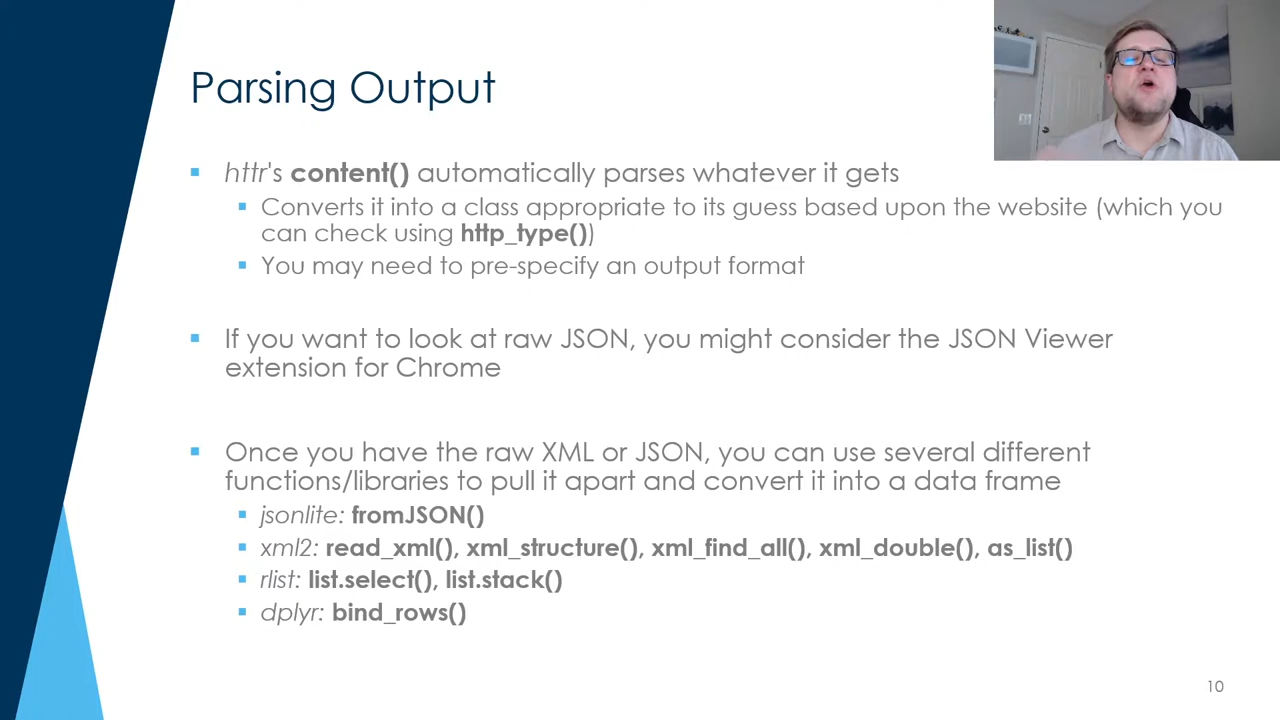 Parsing Output
httr's content() automatically parses whatever it gets
Converts it into a class appropriate to its guess based upon the website (which you
can check using http_type())
You may need to pre-specify an output format
If you want to look at raw JSON, you might consider the JSON Viewer
extension for Chrome
Once you have the raw XML or JSON, you can use several different
functions/libraries to pull it apart and convert it into a data frame
jsonlite: fromJSON()
xml2: read_xml(), xml_structure(), xml_find_all(), xml_double(), as_list()
rlist: list.select(), list.stack()
dplyr: bind_rows()
10